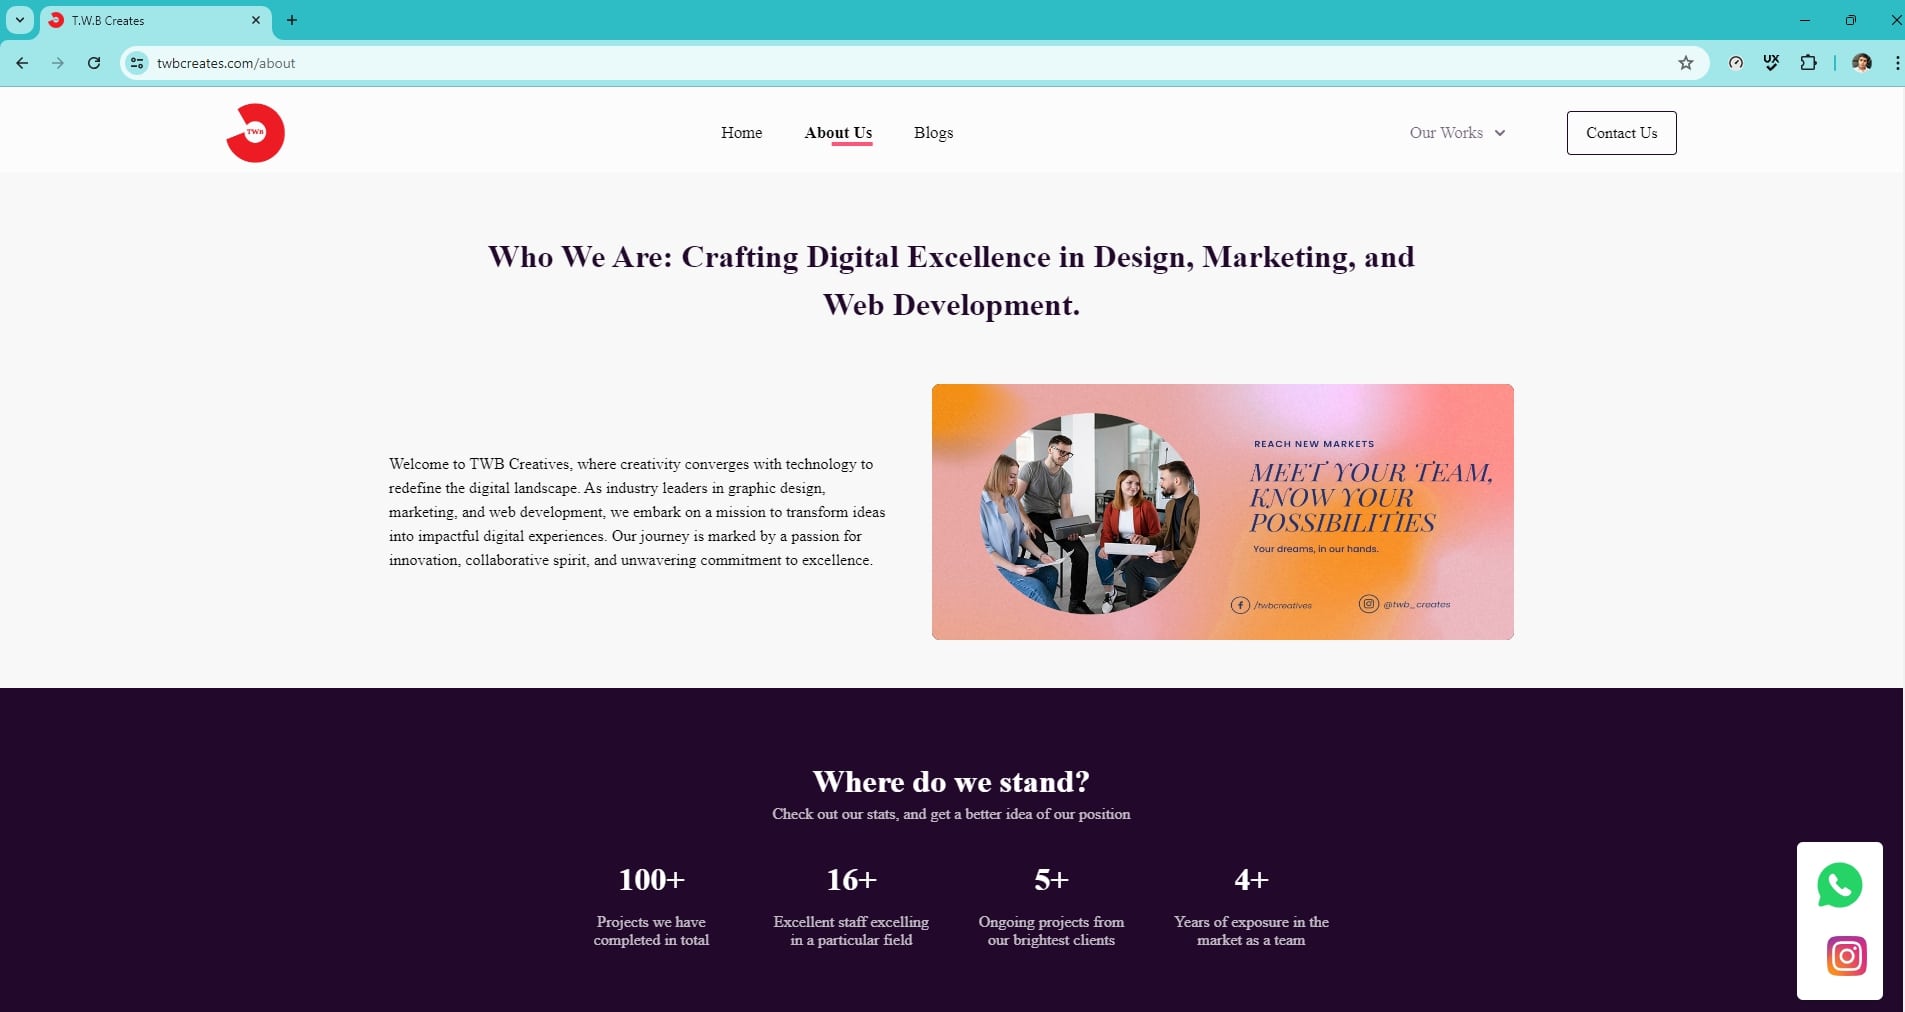 T.W.B Creates
twbcreates.com/about
UX
TWB
Home
About Us
Blogs
Our Works
Contact Us
Who We Are: Crafting Digital Excellence in Design, Marketing, and
Web Development.
Welcome to TWB Creatives, where creativity converges with technology to
redefine the digital landscape. As industry leaders in graphic design,
marketing, and web development, we embark on a mission to transform ideas
into impactful digital experiences. Our journey is marked by a passion for
innovation, collaborative spirit, and unwavering commitment to excellence.
REACH NEW MARKETS
MEET YOUR TEAM,
KNOW YOUR
POSSIBILITIES
Your dreams, in our hands.
/twbcreatives
@twb_creates
Where do we stand?
Check out our stats, and get a better idea of our position
100+
Projects we have
completed in total
16+
Excellent staff excelling
in a particular field
5+
Ongoing projects from
our brightest clients
4+
Years of exposure in the
market as a team